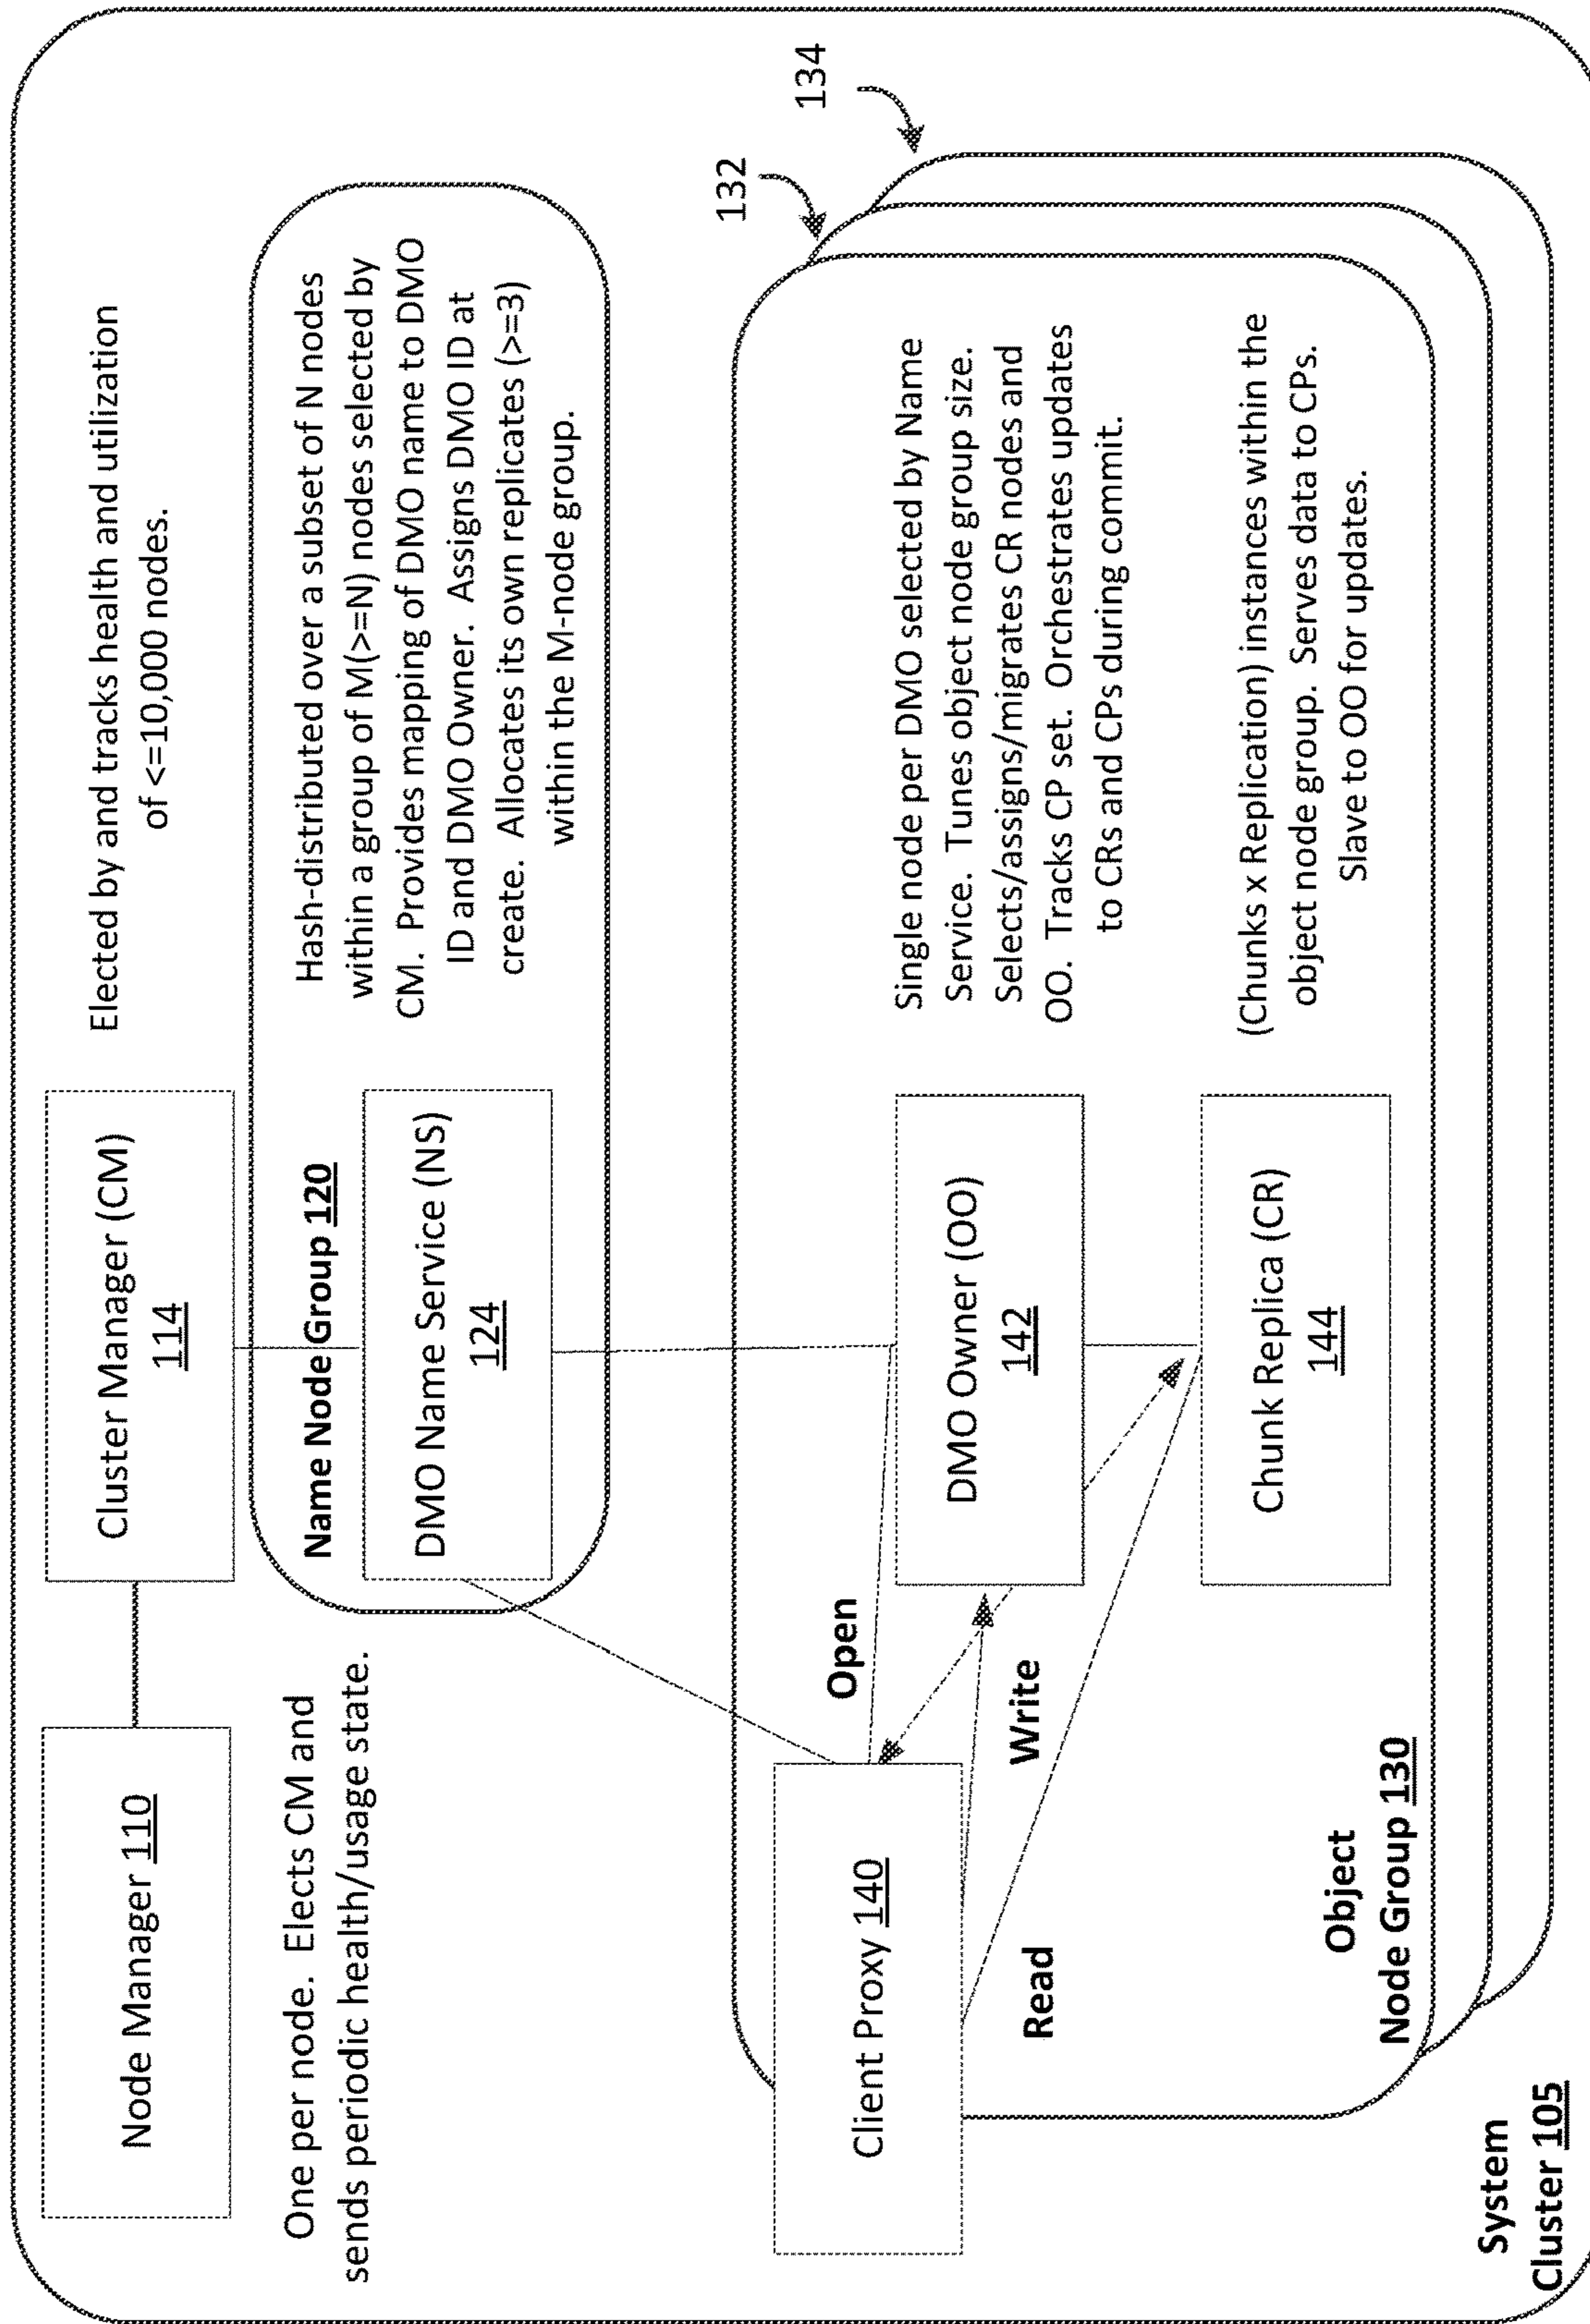 Node Manager 110
One per node. Elects CM and
sends periodic health/usage state.
Cluster Manager (CM)
114
Elected by and tracks health and utilization
of <=10,000 nodes.
Name Node Group 120
DMO Name Service (NS)
124
Hash-distributed over a subset of N nodes
within a group of M(>=N) nodes selected by
CM. Provides mapping of DMO name to DMO
ID and DMO Owner. Assigns DMO ID at
create. Allocates its own replicates (>=3)
within the M-node group.
132
134
Client Proxy 140
Open
Write
Read
DMO Owner (OO)
142
Single node per DMO selected by Name
Service. Tunes object node group size.
Selects/assigns/migrates CR nodes and
OO. Tracks CP set. Orchestrates updates
to CRs and CPs during commit.
Chunk Replica (CR)
144
(Chunks x Replication) instances within the
object node group. Serves data to CPs.
Slave to OO for updates.
Object
Node Group 130
System
Cluster 105